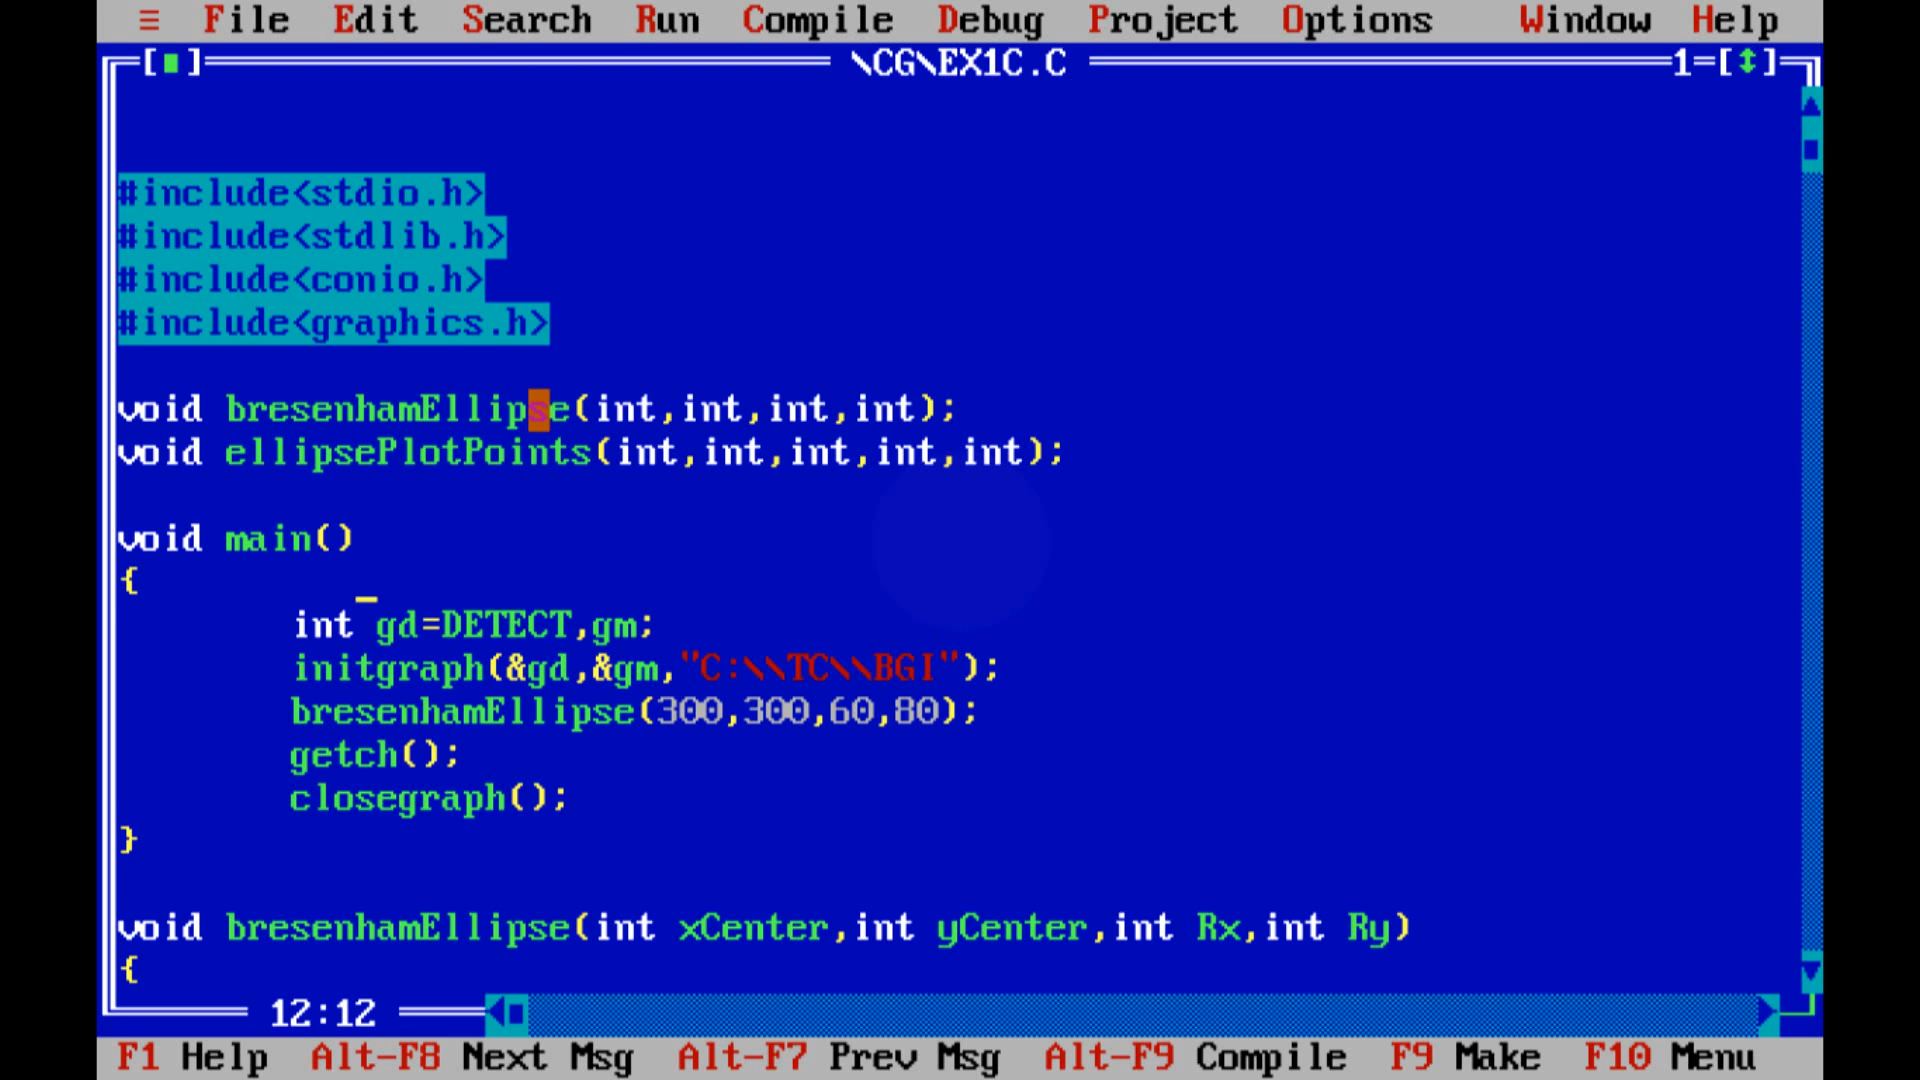 ≡ File Edit Search Run Compile Debug Project Options Window Help
[■] \CG\EX1C.C 1=[↕]
#include<stdio.h>
#include<stdlib.h>
#include<conio.h>
#include<graphics.h>
void bresenhamEllipse(int,int,int,int);
void ellipsePlotPoints(int,int,int,int,int);
void main()
{
int gd=DETECT,gm;
initgraph(&gd,&gm,"C:\\TC\\BGI");
bresenhamEllipse(300,300,60,80);
getch();
closegraph();
}
void bresenhamEllipse(int xCenter,int yCenter,int Rx,int Ry)
{
12:12
F1 Help Alt-F8 Next Msg Alt-F7 Prev Msg Alt-F9 Compile F9 Make F10 Menu